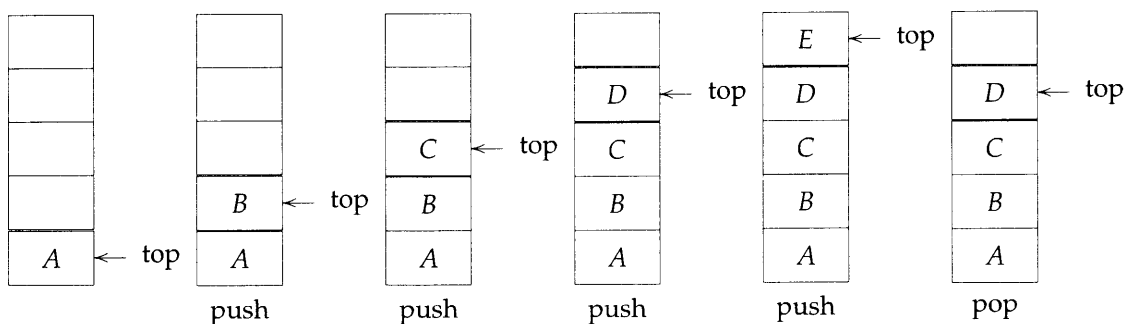 E ← top
D ← top D D ← top
C ← top C C C
B ← top B B B B
A ← top A A A A A
push push push push pop